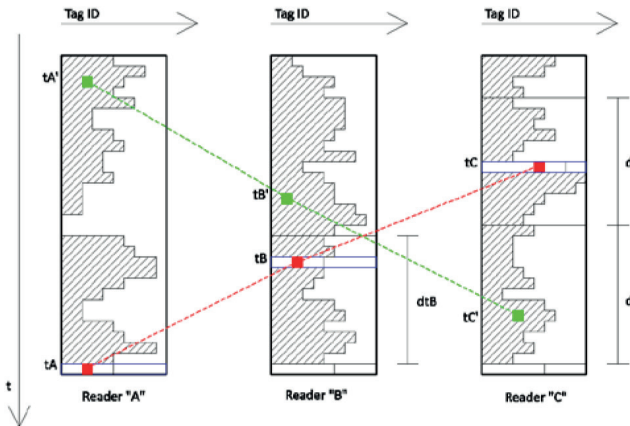 Tag ID
Tag ID
Tag ID
tA'
tC
d
tB'
tB
dtB
d
tC'
tA
t
Reader "A"
Reader "B"
Reader "C"